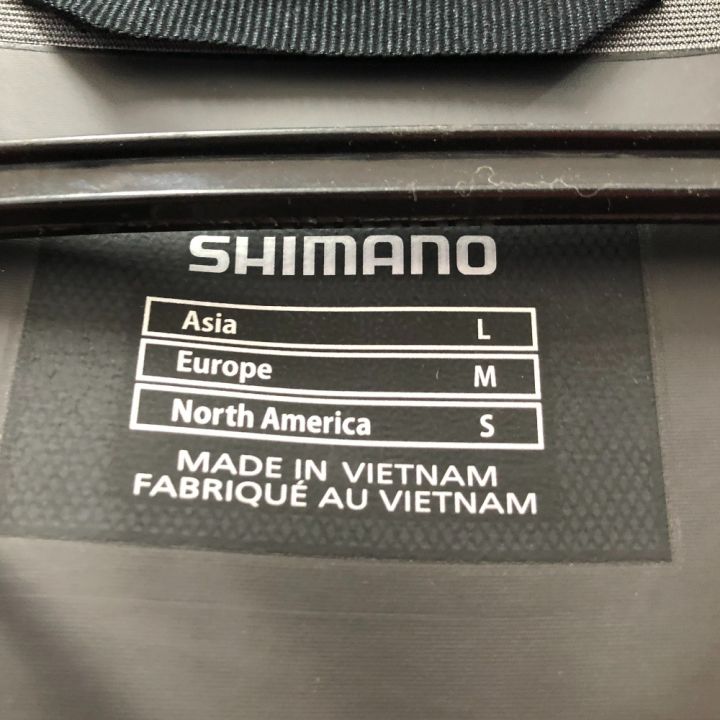 SHIMANO
Asia L
Europe M
North America S
MADE IN VIETNAM
FABRIQUÉ AU VIETNAM